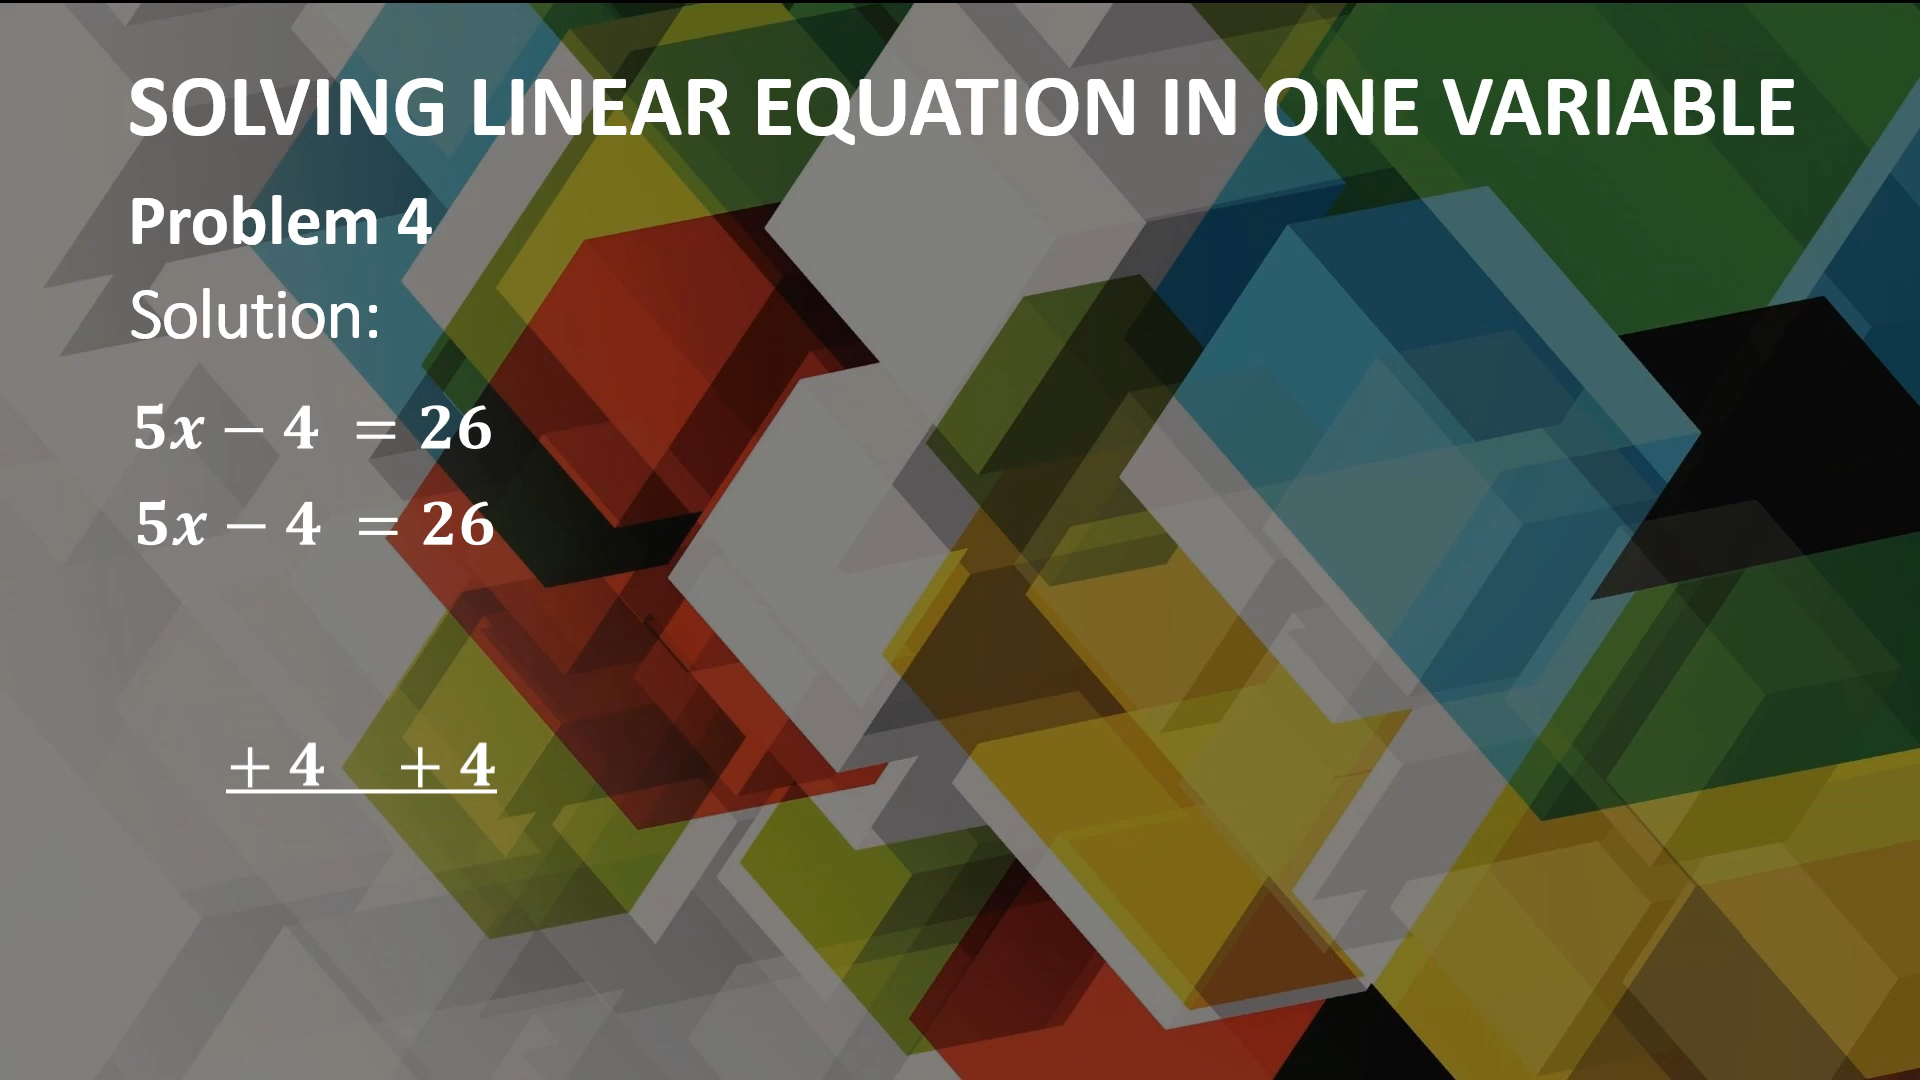 SOLVING LINEAR EQUATION IN ONE VARIABLE
Problem 4
Solution:
5x − 4 = 26
5x − 4 = 26
+ 4 + 4